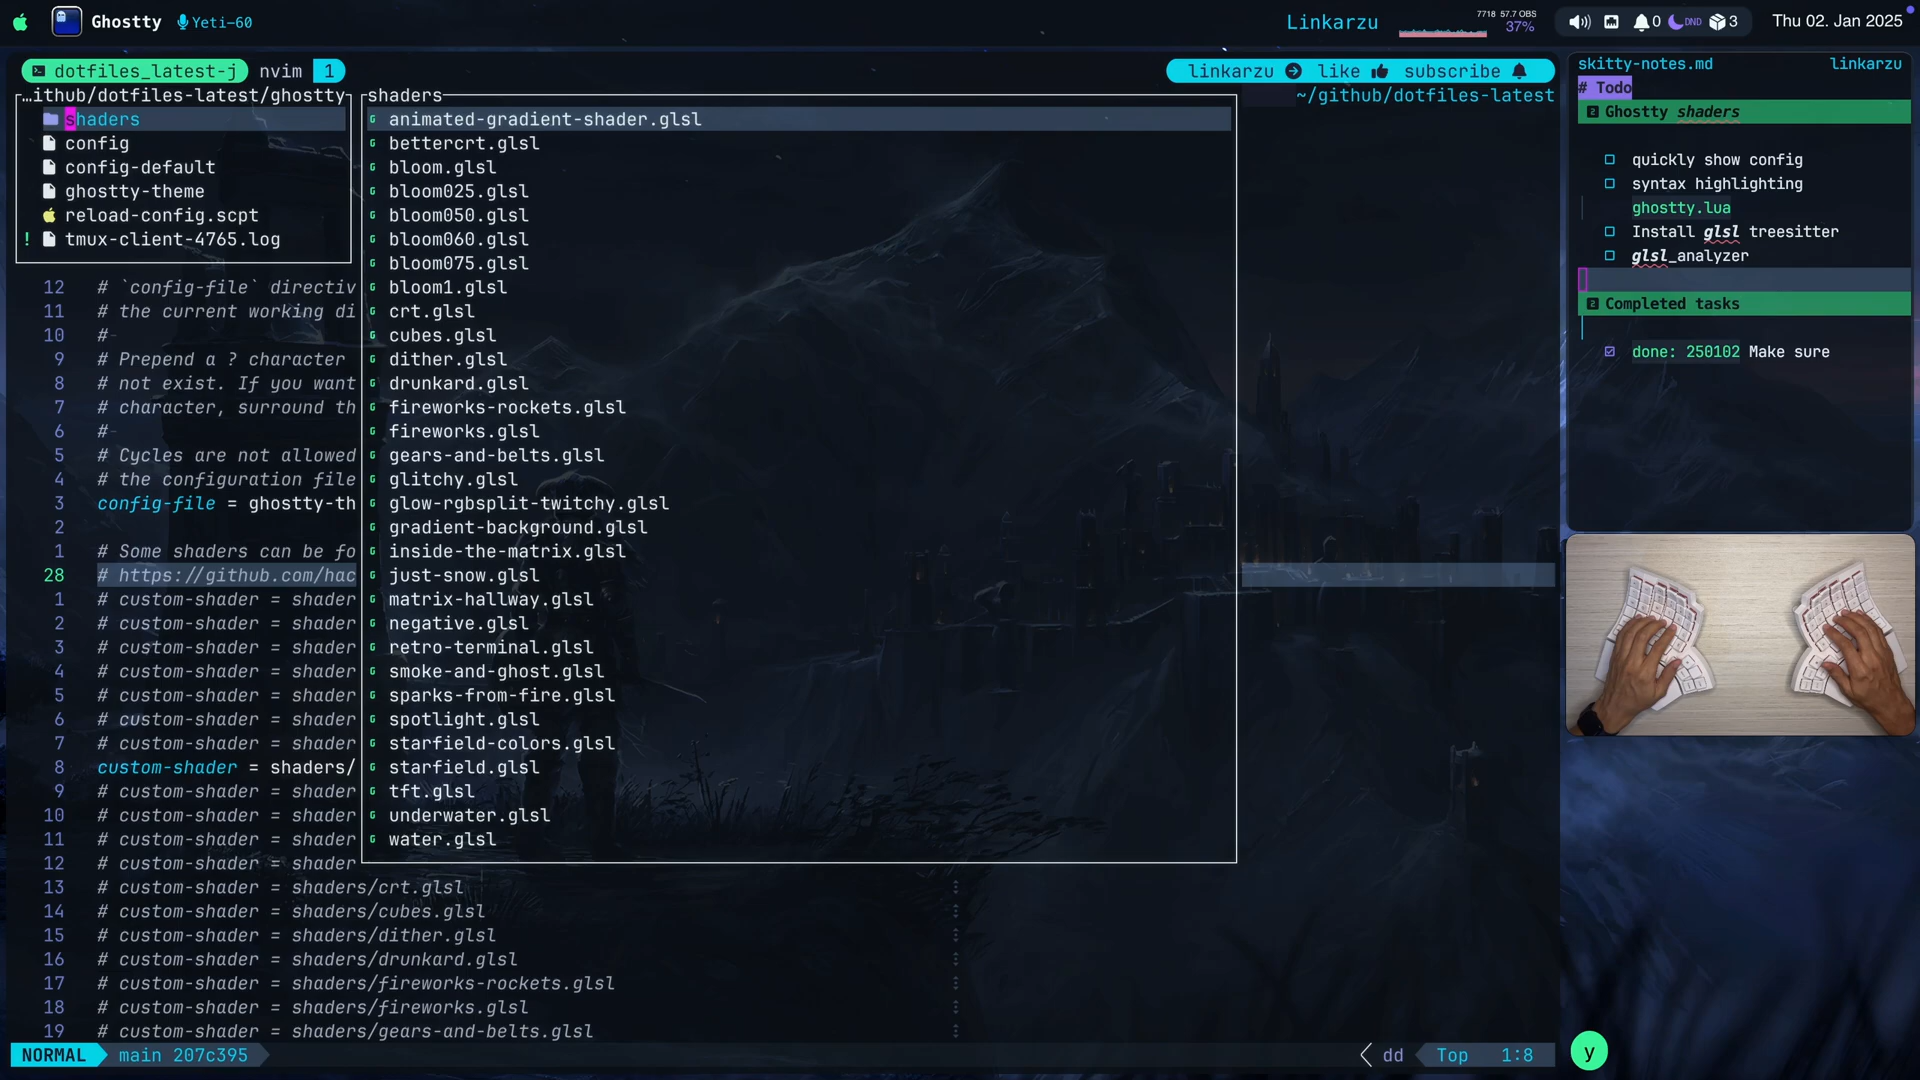 Ghostty Yeti-60
Linkarzu
7718 57.7 OBS
37%
0 DND 3
Thu 02. Jan 2025
dotfiles_latest-j nvim 1
linkarzu like subscribe
~/github/dotfiles-latest
…ithub/dotfiles-latest/ghostty
shaders
config
config-default
ghostty-theme
reload-config.scpt
! tmux-client-4765.log
shaders
animated-gradient-shader.glsl
bettercrt.glsl
bloom.glsl
bloom025.glsl
bloom050.glsl
bloom060.glsl
bloom075.glsl
bloom1.glsl
crt.glsl
cubes.glsl
dither.glsl
drunkard.glsl
fireworks-rockets.glsl
fireworks.glsl
gears-and-belts.glsl
glitchy.glsl
glow-rgbsplit-twitchy.glsl
gradient-background.glsl
inside-the-matrix.glsl
just-snow.glsl
matrix-hallway.glsl
negative.glsl
retro-terminal.glsl
smoke-and-ghost.glsl
sparks-from-fire.glsl
spotlight.glsl
starfield-colors.glsl
starfield.glsl
tft.glsl
underwater.glsl
water.glsl
12 # `config-file` directiv
11 # the current working di
10 #-
9 # Prepend a ? character
8 # not exist. If you want
7 # character, surround th
6 #-
5 # Cycles are not allowed
4 # the configuration file
3 config-file = ghostty-th
2
1 # Some shaders can be fo
28 # https://github.com/hac
1 # custom-shader = shader
2 # custom-shader = shader
3 # custom-shader = shader
4 # custom-shader = shader
5 # custom-shader = shader
6 # custom-shader = shader
7 # custom-shader = shader
8 custom-shader = shaders/
9 # custom-shader = shader
10 # custom-shader = shader
11 # custom-shader = shader
12 # custom-shader = shader
13 # custom-shader = shaders/crt.glsl
14 # custom-shader = shaders/cubes.glsl
15 # custom-shader = shaders/dither.glsl
16 # custom-shader = shaders/drunkard.glsl
17 # custom-shader = shaders/fireworks-rockets.glsl
18 # custom-shader = shaders/fireworks.glsl
19 # custom-shader = shaders/gears-and-belts.glsl
NORMAL main 207c395
dd Top 1:8
skitty-notes.md linkarzu
# Todo
2 Ghostty shaders
quickly show config
syntax highlighting
ghostty.lua
Install glsl treesitter
glsl_analyzer
2 Completed tasks
done: 250102 Make sure
y